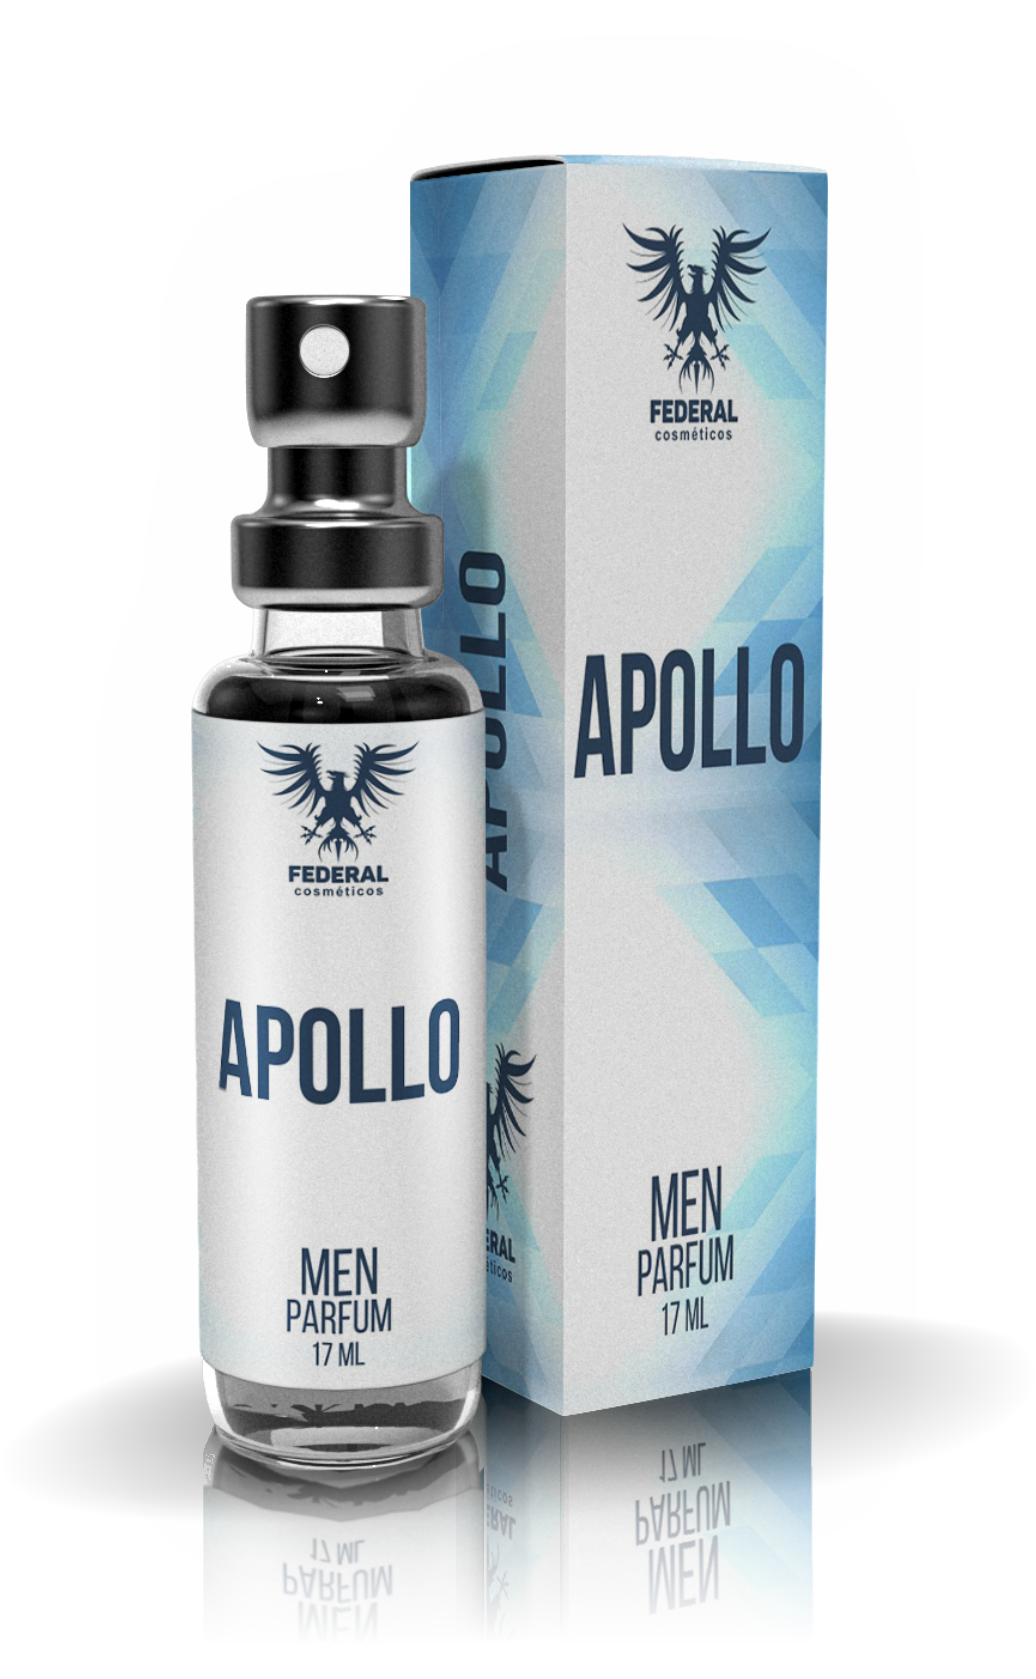 FEDERAL
cosméticos
APOLLO
MEN
PARFUM
17 ML
APOLLO
FEDERAL
cosméticos
APOLLO
MEN
PARFUM
17 ML